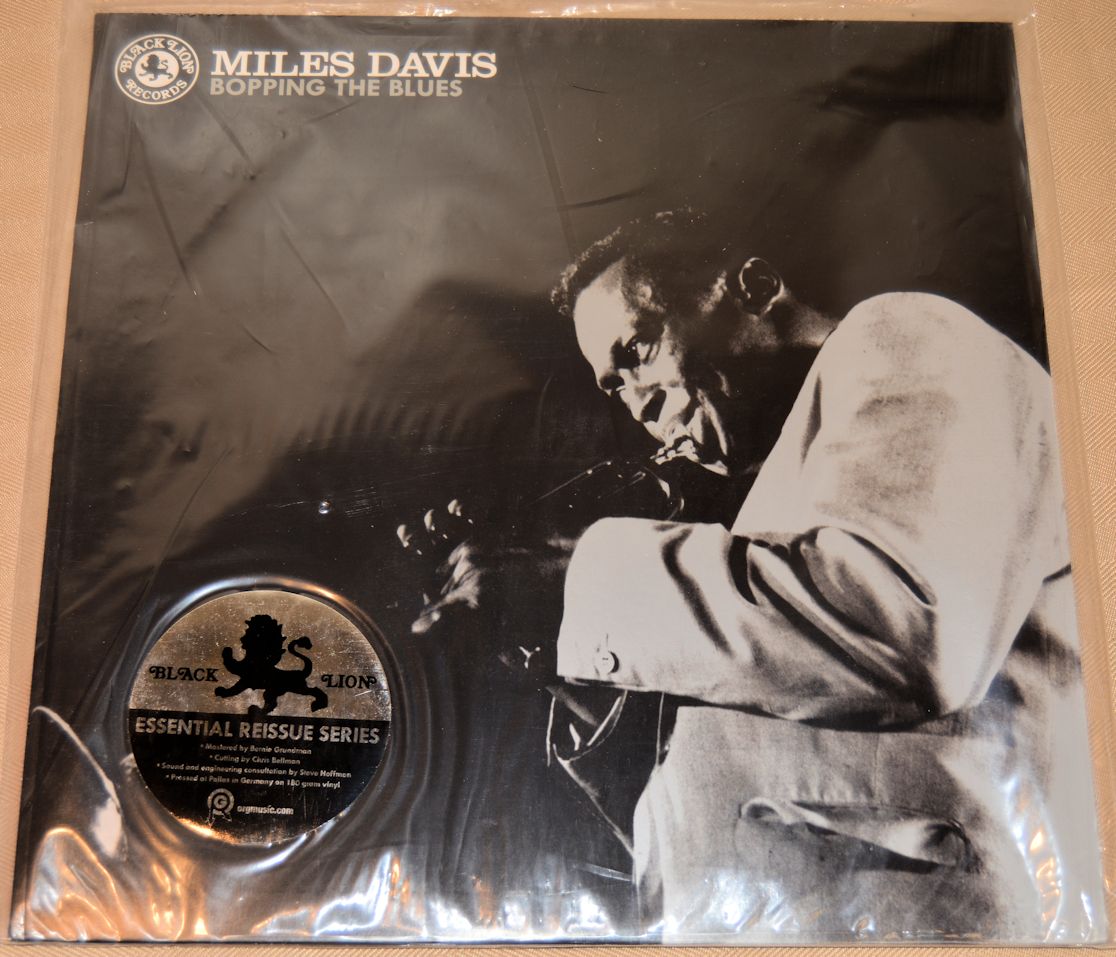 BLACK LION
RECORDS
MILES DAVIS
BOPPING THE BLUES
BLACK LION
ESSENTIAL REISSUE SERIES
• Mastered by Bernie Grundman
• Cutting by Chris Bellman
• Sound and engineering consultation by Steve Hoffman
• Pressed at Pallas in Germany on 180 gram vinyl
orgmusic.com